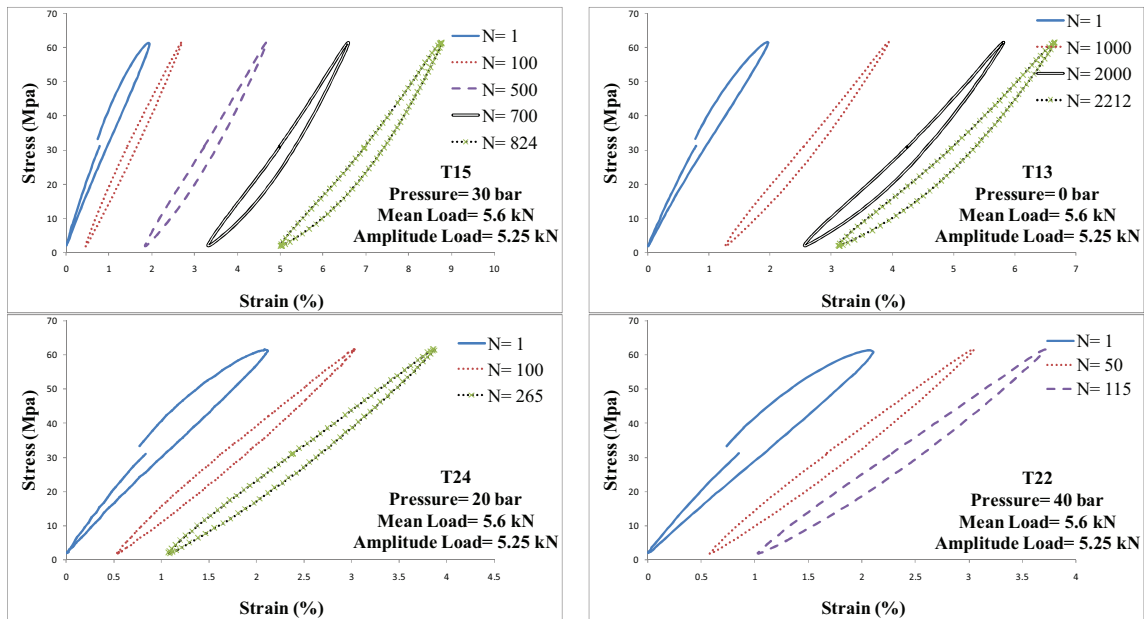 70
60
50
40
30
20
10
0
Stress (Mpa)
0 1 2 3 4 5 6 7 8 9 10
Strain (%)
N= 1
N= 100
N= 500
N= 700
N= 824
T15
Pressure= 30 bar
Mean Load= 5.6 kN
Amplitude Load= 5.25 kN
70
60
50
40
30
20
10
0
Stress (Mpa)
0 1 2 3 4 5 6 7
Strain (%)
N= 1
N= 1000
N= 2000
N= 2212
T13
Pressure= 0 bar
Mean Load= 5.6 kN
Amplitude Load= 5.25 kN
70
60
50
40
30
20
10
0
Stress (Mpa)
0 0.5 1 1.5 2 2.5 3 3.5 4 4.5
Strain (%)
N= 1
N= 100
N= 265
T24
Pressure= 20 bar
Mean Load= 5.6 kN
Amplitude Load= 5.25 kN
70
60
50
40
30
20
10
0
Stress (Mpa)
0 0.5 1 1.5 2 2.5 3 3.5 4
Strain (%)
N= 1
N= 50
N= 115
T22
Pressure= 40 bar
Mean Load= 5.6 kN
Amplitude Load= 5.25 kN